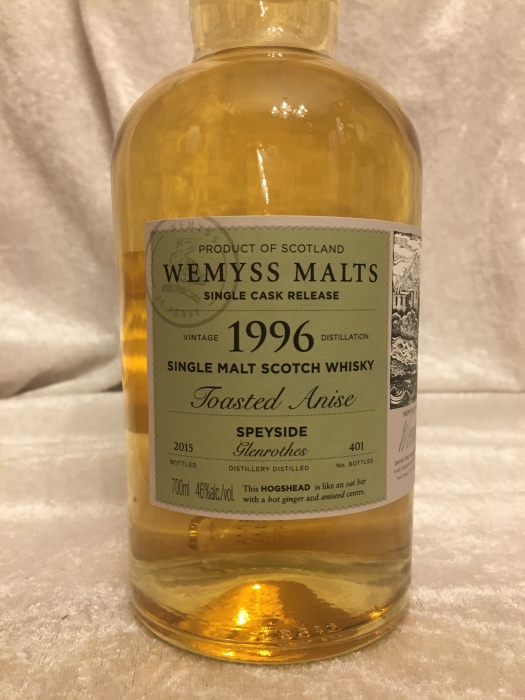 PRODUCT OF SCOTLAND
WEMYSS MALTS
SINGLE CASK RELEASE
VINTAGE 1996 DISTILLATION
SINGLE MALT SCOTCH WHISKY
Toasted Anise
SPEYSIDE
2015 Glenrothes 401
BOTTLED DISTILLERY DISTILLED No. BOTTLES
700ml 46%alc./vol. This HOGSHEAD is like an oat bar
with a hot ginger and aniseed centre.